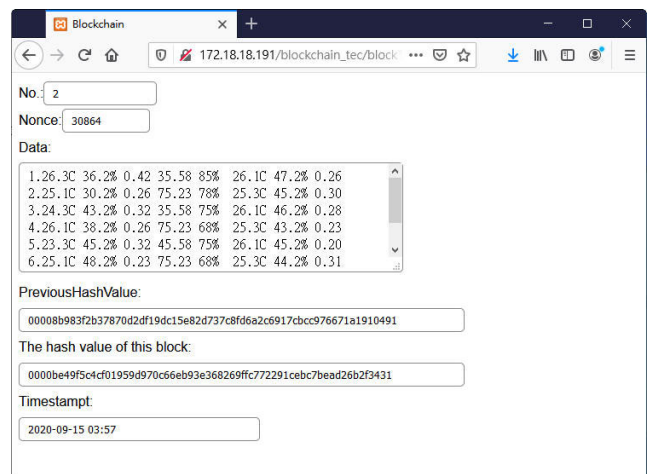 Blockchain
172.18.18.191/blockchain_tec/block
No.: 2
Nonce: 30864
Data:
1.26.3C 36.2% 0.42 35.58 85% 26.1C 47.2% 0.26
2.25.1C 30.2% 0.26 75.23 78% 25.3C 45.2% 0.30
3.24.3C 43.2% 0.32 35.58 75% 26.1C 46.2% 0.28
4.26.1C 38.2% 0.26 75.23 68% 25.3C 43.2% 0.23
5.23.3C 45.2% 0.32 45.58 75% 26.1C 45.2% 0.20
6.25.1C 48.2% 0.23 75.23 68% 25.3C 44.2% 0.31
PreviousHashValue:
00008b983f2b37870d2df19dc15e82d737c8fd6a2c6917cbcc976671a1910491
The hash value of this block:
0000be49f5c4cf01959d970c66eb93e368269ffc772291cebc7bead26b2f3431
Timestampt:
2020-09-15 03:57